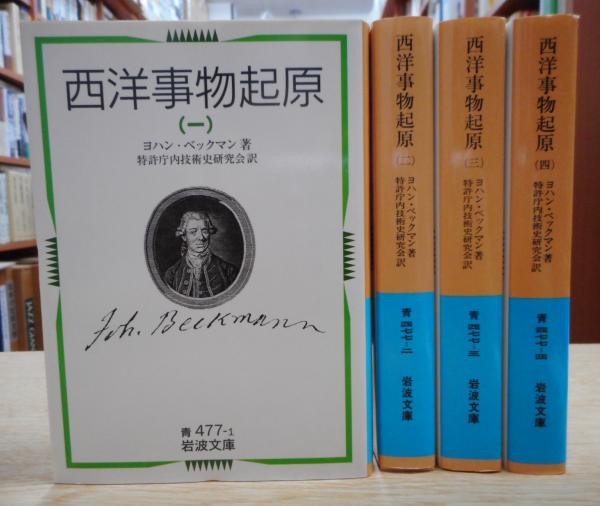 西洋事物起原
(一)
ヨハン・ベックマン著
特許庁内技術史研究会訳
Joh. Beckmann
青 477-1
岩波文庫
西洋事物起原(二)
ヨハン・ベックマン著
特許庁内技術史研究会訳
青 四七七-二
岩波文庫
西洋事物起原(三)
ヨハン・ベックマン著
特許庁内技術史研究会訳
青 四七七-三
岩波文庫
西洋事物起原(四)
ヨハン・ベックマン著
特許庁内技術史研究会訳
青 四七七-四
岩波文庫